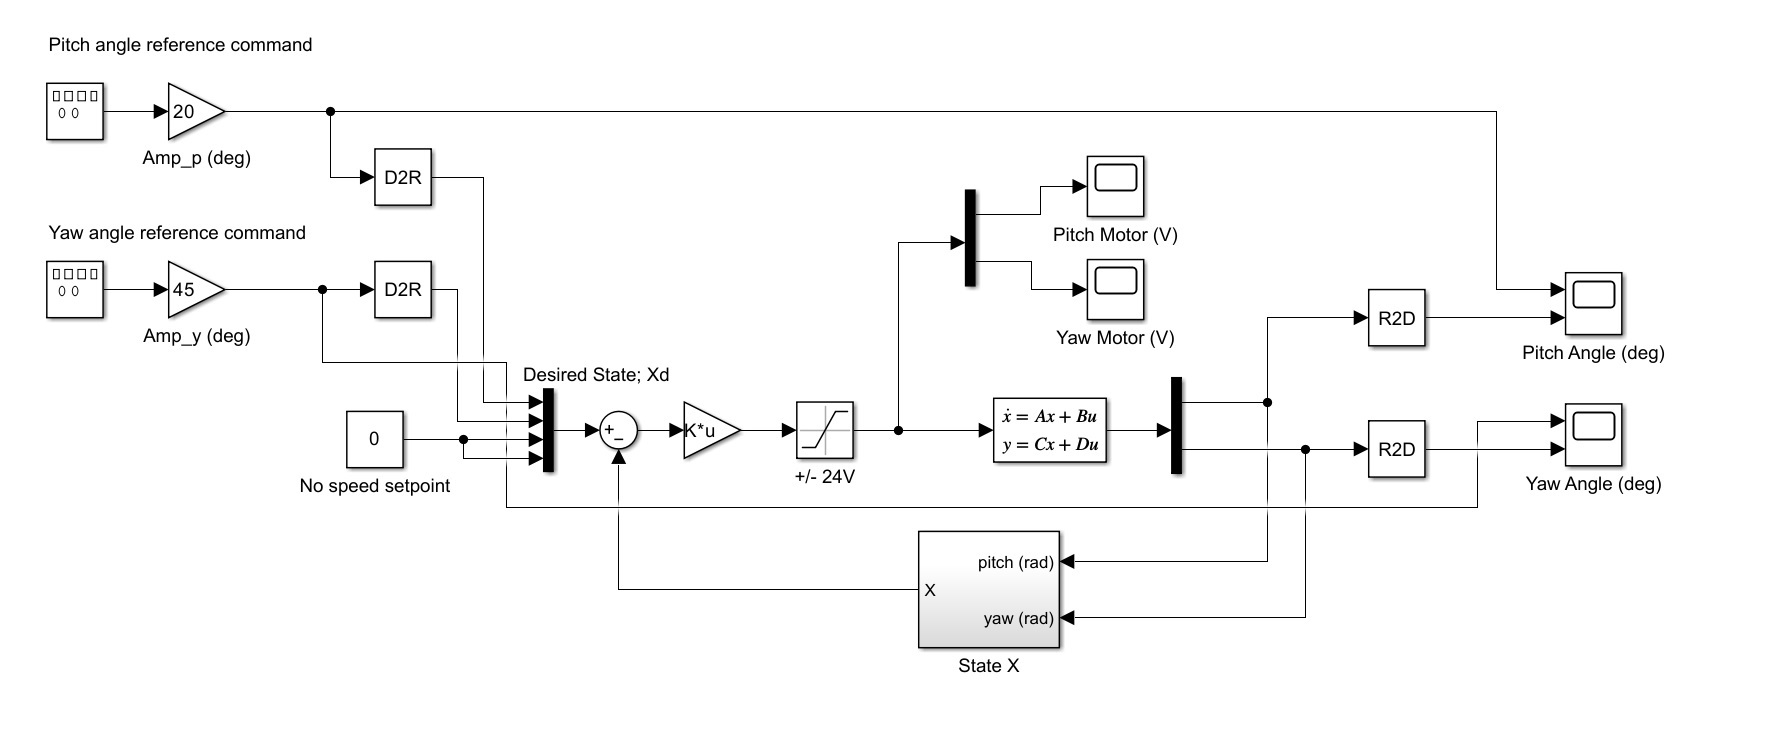 Pitch angle reference command
20
Amp_p (deg)
D2R
Yaw angle reference command
45
Amp_y (deg)
D2R
Pitch Motor (V)
Yaw Motor (V)
R2D
Pitch Angle (deg)
Desired State; Xd
0
No speed setpoint
+
−
K*u
+/- 24V
ẋ = Ax + Bu
y = Cx + Du
R2D
Yaw Angle (deg)
pitch (rad)
X
yaw (rad)
State X